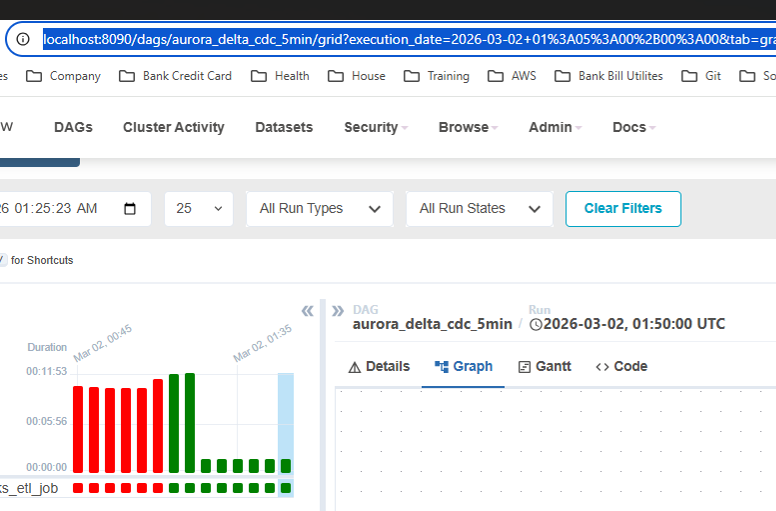 localhost:8090/dags/aurora_delta_cdc_5min/grid?execution_date=2026-03-02+01%3A05%3A00%2B00%3A00&tab=gra
es Company Bank Credit Card Health House Training AWS Bank Bill Utilites Git So
w DAGs Cluster Activity Datasets Security Browse Admin Docs
26 01:25:23 AM 25 All Run Types All Run States Clear Filters
/ for Shortcuts
DAG Run
aurora_delta_cdc_5min / 2026-03-02, 01:50:00 UTC
Details Graph Gantt Code
Mar 02, 00:45 Mar 02, 01:35
Duration
00:11:53
00:05:56
00:00:00
ks_etl_job